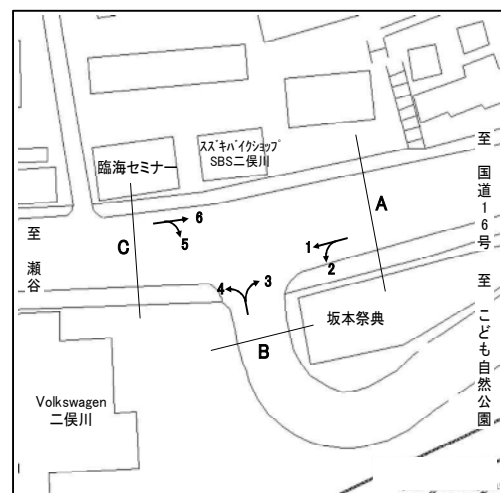 臨海セミナー
スズキバイクショップ
SBS二俣川
至 国道16号 至 こども自然公園
A
6
5
C
至 瀬谷
1
2
4
3
B
坂本祭典
Volkswagen
二俣川